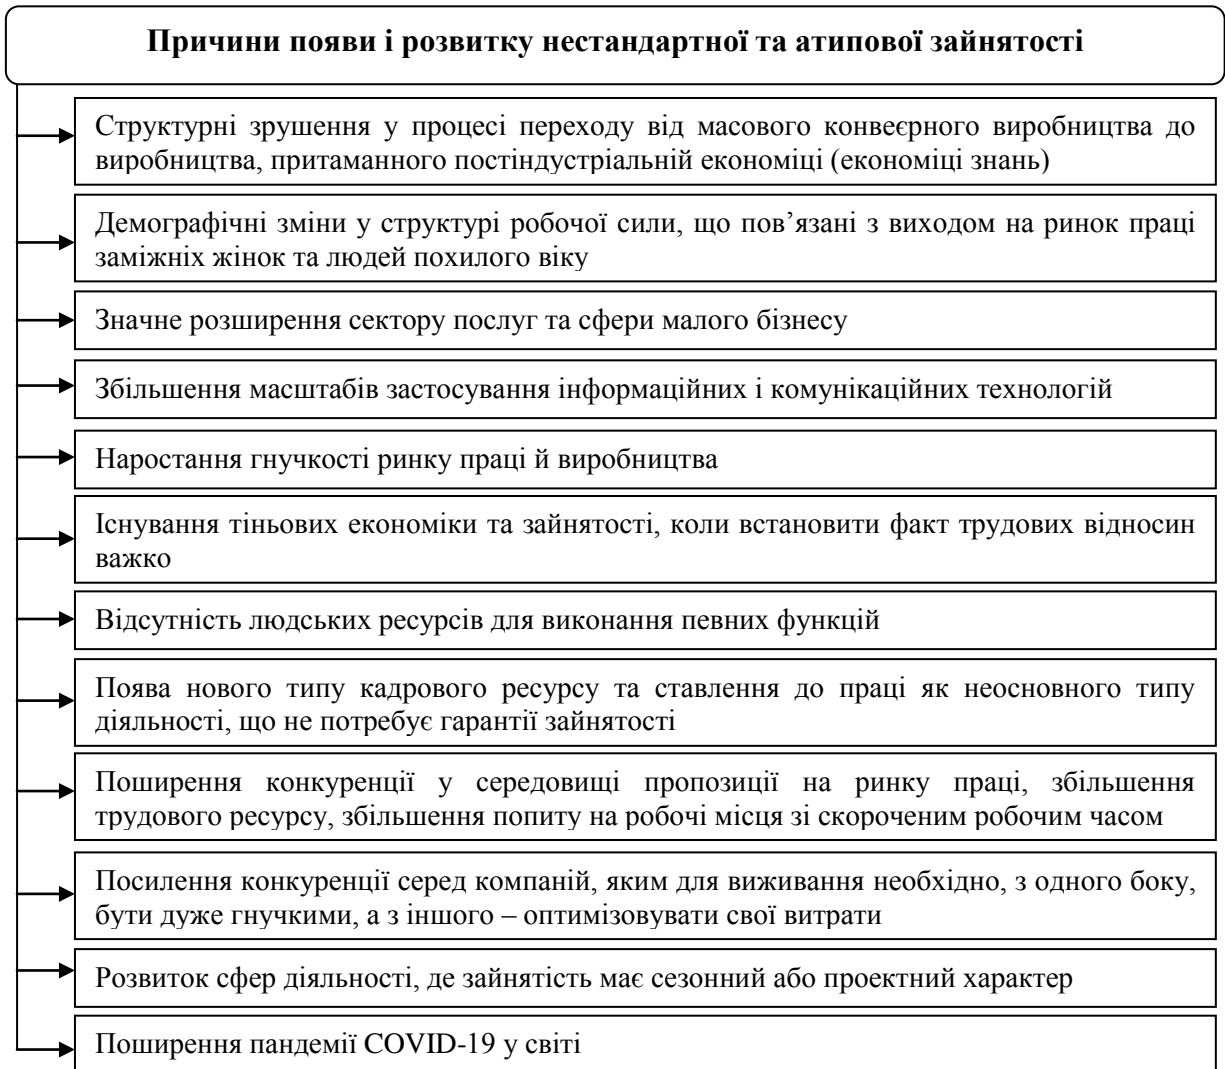 Причини появи і розвитку нестандартної та атипової зайнятості
Структурні зрушення у процесі переходу від масового конвеєрного виробництва до
виробництва, притаманного постіндустріальній економіці (економіці знань)
Демографічні зміни у структурі робочої сили, що пов’язані з виходом на ринок праці
заміжніх жінок та людей похилого віку
Значне розширення сектору послуг та сфери малого бізнесу
Збільшення масштабів застосування інформаційних і комунікаційних технологій
Наростання гнучкості ринку праці й виробництва
Існування тіньових економіки та зайнятості, коли встановити факт трудових відносин
важко
Відсутність людських ресурсів для виконання певних функцій
Поява нового типу кадрового ресурсу та ставлення до праці як неосновного типу
діяльності, що не потребує гарантії зайнятості
Поширення конкуренції у середовищі пропозиції на ринку праці, збільшення
трудового ресурсу, збільшення попиту на робочі місця зі скороченим робочим часом
Посилення конкуренції серед компаній, яким для виживання необхідно, з одного боку,
бути дуже гнучкими, а з іншого – оптимізовувати свої витрати
Розвиток сфер діяльності, де зайнятість має сезонний або проектний характер
Поширення пандемії COVID-19 у світі